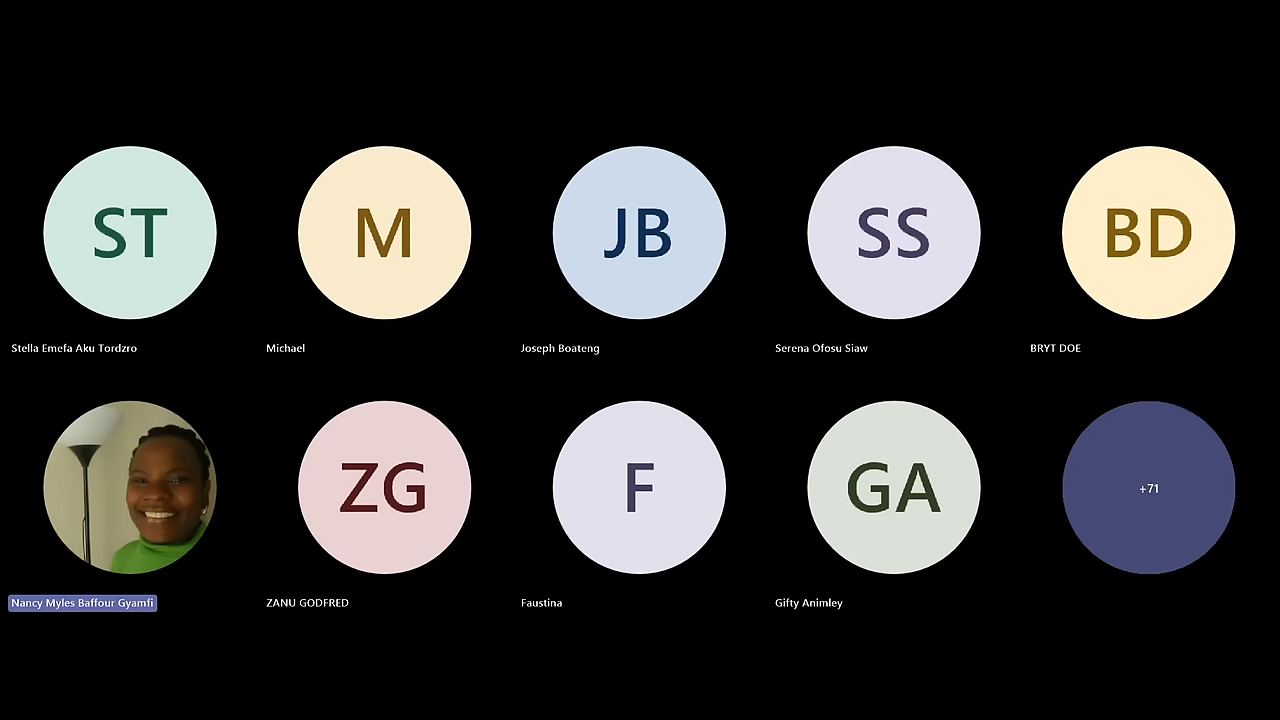 ST
M
JB
SS
BD
Stella Emefa Aku Tordzro
Michael
Joseph Boateng
Serena Ofosu Siaw
BRYT DOE
ZG
F
GA
+71
Nancy Myles Baffour Gyamfi
ZANU GODFRED
Faustina
Gifty Animley